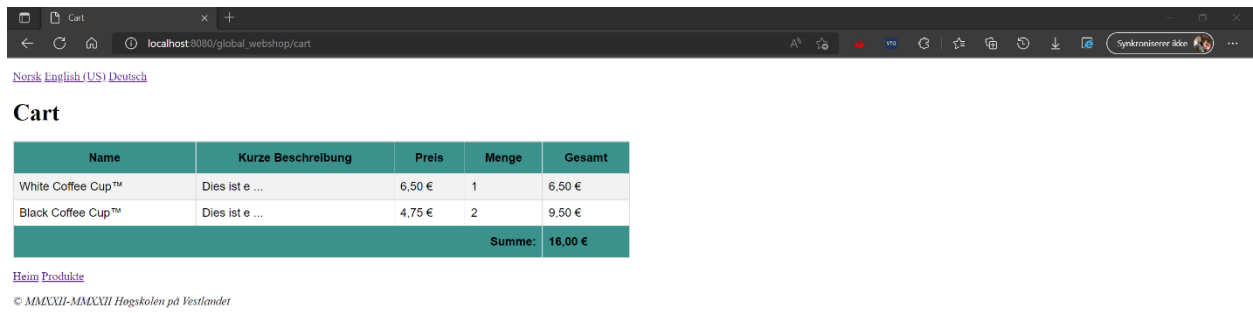 Cart
localhost:8080/global_webshop/cart
VTG
Synkroniserer ikke
Norsk English (US) Deutsch
Cart
Name Kurze Beschreibung Preis Menge Gesamt
White Coffee Cup™ Dies ist e ... 6,50 € 1 6,50 €
Black Coffee Cup™ Dies ist e ... 4,75 € 2 9,50 €
Summe: 16,00 €
Heim Produkte
© MMXXII-MMXXII Høgskolen på Vestlandet